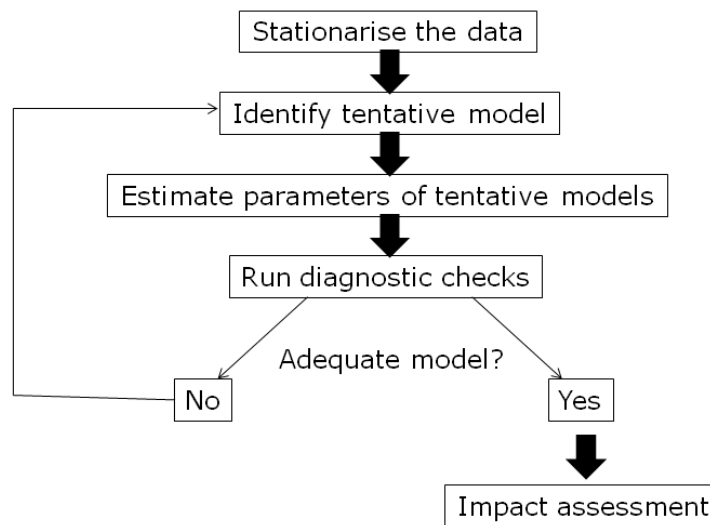 Stationarise the data
Identify tentative model
Estimate parameters of tentative models
Run diagnostic checks
Adequate model?
No
Yes
Impact assessment